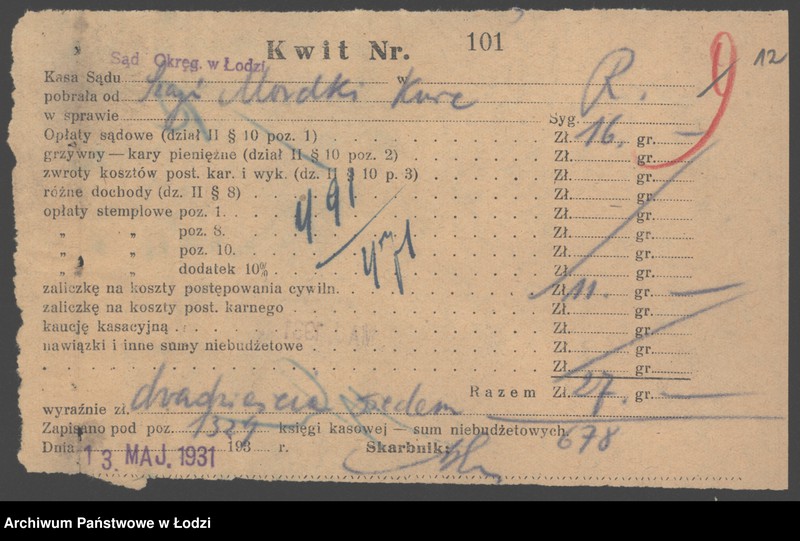 Kwit Nr. 101
12
Sąd Okręg. w Łodzi
Kasa Sądu w R.
pobrała od Szaji Mordki Kurc
w sprawie Syg
Opłaty sądowe (dział II § 10 poz. 1) Zł. 16. gr. —
grzywny — kary pieniężne (dział II § 10 poz. 2) Zł. gr.
zwroty kosztów post. kar. i wyk. (dz. II § 10 p. 3) Zł. gr.
różne dochody (dz. II § 8) Zł. gr.
opłaty stemplowe poz. 1. Zł. gr.
„ „ poz. 8. Zł. gr.
„ „ poz. 10. Zł. gr.
„ „ dodatek 10% Zł. gr.
zaliczkę na koszty postępowania cywiln. Zł. 11. gr. —
zaliczkę na koszty post. karnego Zł. gr.
kaucję kasacyjną Zł. gr.
nawiązki i inne sumy niebudżetowe Zł. gr.
Zł. gr.
Razem Zł. 27. gr. —
wyraźnie zł. dwadzieścia siedem
Zapisano pod poz. 1329 księgi kasowej — sum niebudżetowych 678
Dnia 13. MAJ. 1931 193 r. Skarbnik:
Archiwum Państwowe w Łodzi